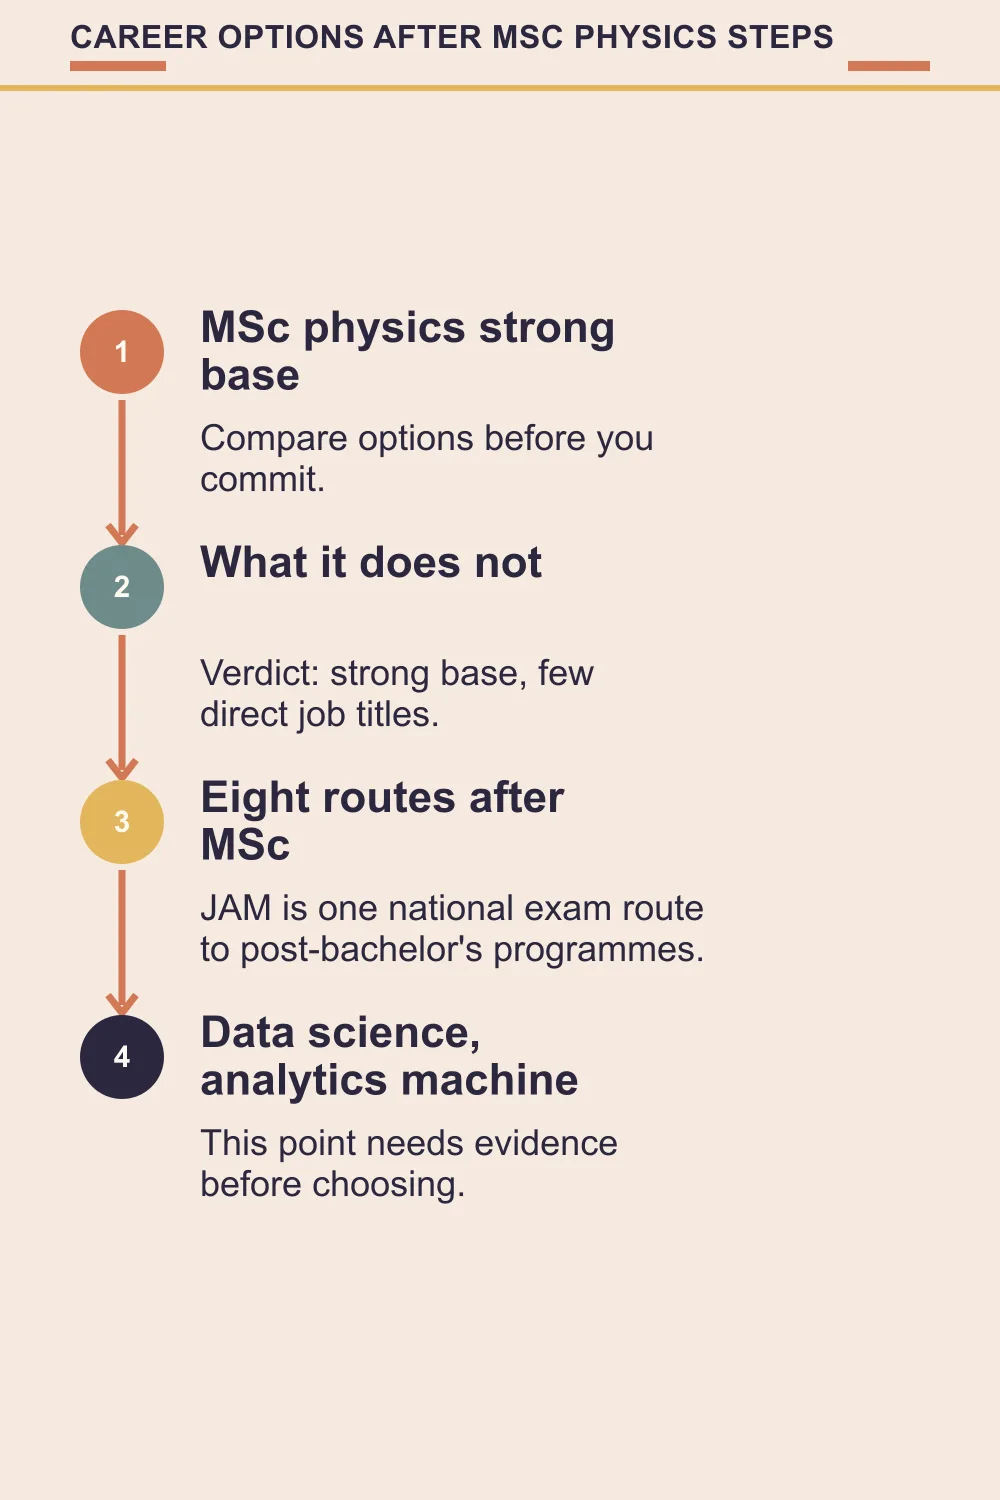 CAREER OPTIONS AFTER MSC PHYSICS STEPS
1
MSc physics strong
base
Compare options before you
commit.
2
What it does not
Verdict: strong base, few
direct job titles.
3
Eight routes after
MSc
JAM is one national exam route
to post-bachelor's programmes.
4
Data science,
analytics machine
This point needs evidence
before choosing.